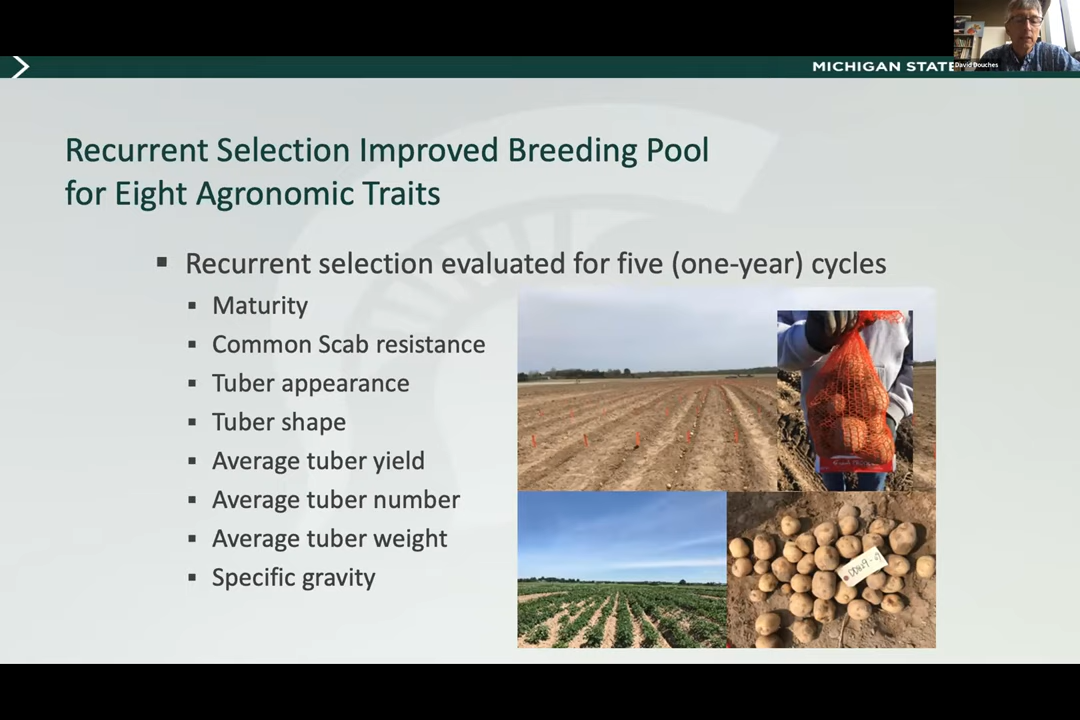 MICHIGAN STATE
David Douches
Recurrent Selection Improved Breeding Pool
for Eight Agronomic Traits
Recurrent selection evaluated for five (one-year) cycles
Maturity
Common Scab resistance
Tuber appearance
Tuber shape
Average tuber yield
Average tuber number
Average tuber weight
Specific gravity